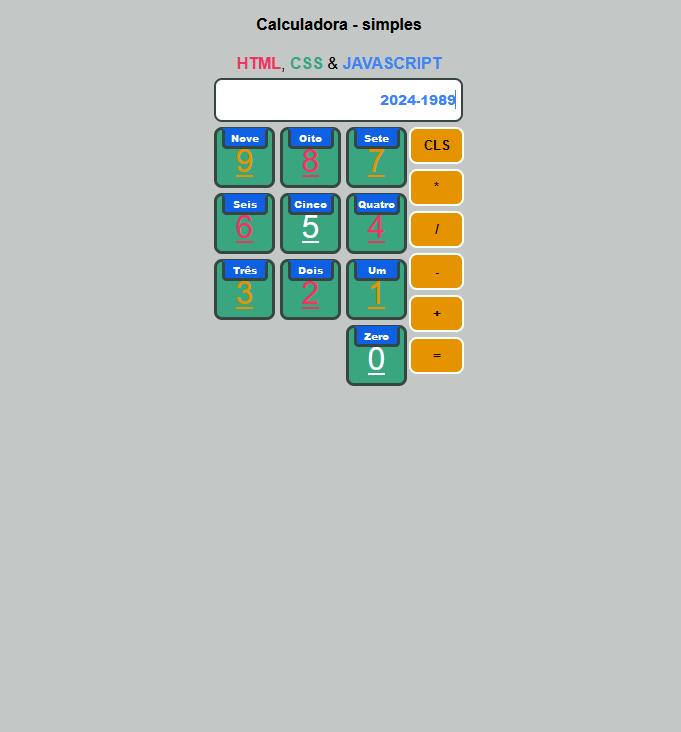 Calculadora - simples
HTML, CSS & JAVASCRIPT
2024-1989
Nove Oito Sete CLS
9 8 7
*
Seis Cinco Quatro
6 5 4 /
Três Dois Um -
3 2 1
+
Zero
0 =